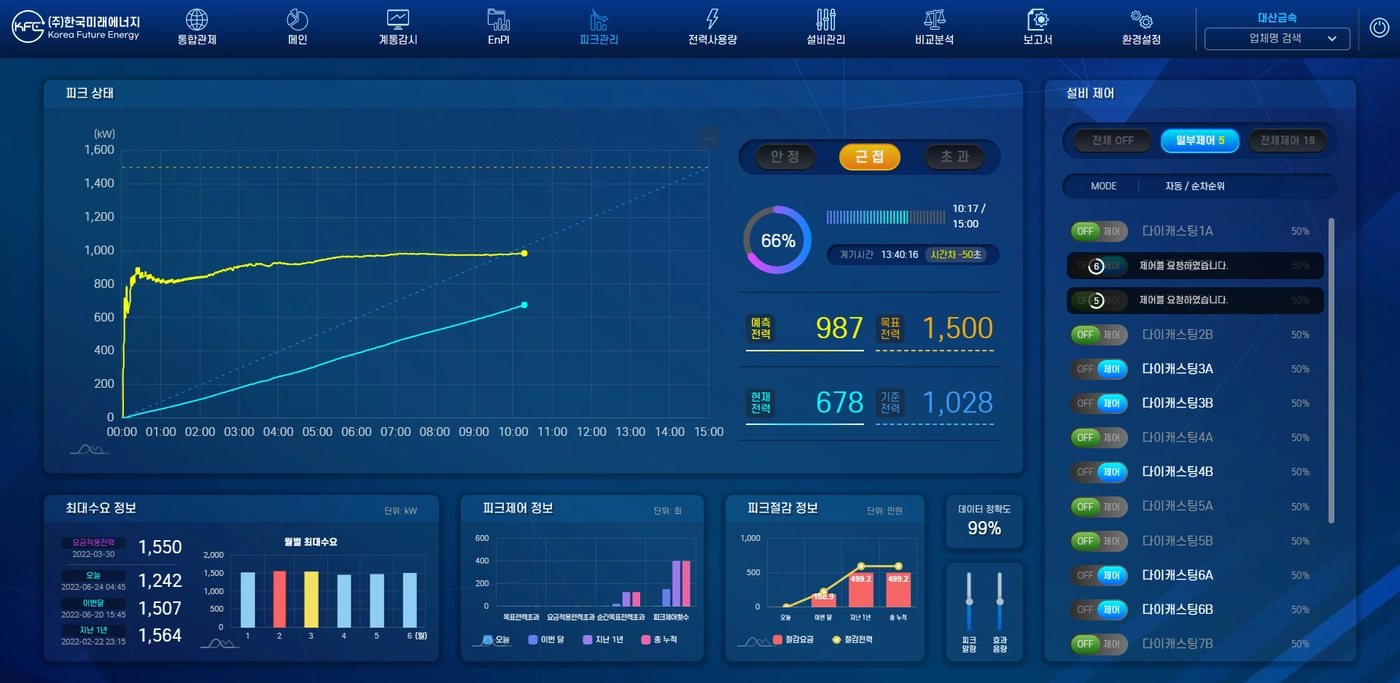 KFE (주)한국미래에너지
Korea Future Energy
통합관제
메인
계통감시
EnPI
피크관리
전력사용량
설비관리
비교분석
보고서
환경설정
대산금속
업체명 검색
피크 상태
(kW)
1,600
1,400
1,200
1,000
800
600
400
200
0
00:00 01:00 02:00 03:00 04:00 05:00 06:00 07:00 08:00 09:00 10:00 11:00 12:00 13:00 14:00 15:00
안 정
근 접
초 과
66%
10:17 /
15:00
계기시간 13:40:16 시간차 -50초
예측
전력
987
목표
전력
1,500
현재
전력
678
기준
전력
1,028
설비 제어
전체 OFF
일부제어 5
전체제어 18
MODE
자동 / 순차순위
OFF 제어 다이캐스팅1A 50%
6 제어를 요청하였습니다.
5 제어를 요청하였습니다.
OFF 제어 다이캐스팅2B 50%
OFF 제어 다이캐스팅3A 50%
OFF 제어 다이캐스팅3B 50%
OFF 제어 다이캐스팅4A 50%
OFF 제어 다이캐스팅4B 50%
OFF 제어 다이캐스팅5A 50%
OFF 제어 다이캐스팅5B 50%
OFF 제어 다이캐스팅6A 50%
OFF 제어 다이캐스팅6B 50%
OFF 제어 다이캐스팅7B 50%
최대수요 정보
단위: kW
요금적용전력
2022-03-30
1,550
오늘
2022-06-24 04:45
1,242
이번달
2022-06-20 15:45
1,507
지난 1년
2022-02-22 23:15
1,564
월별 최대수요
2,000
1,500
1,000
500
0
1 2 3 4 5 6 (월)
피크제어 정보
단위: 회
600
400
200
0
목표전력초과 요금적용전력초과 순간목표전력초과 피크제어횟수
오늘 이번 달 지난 1년 총 누적
피크절감 정보
단위: 만원
1,000
500
0
188.9
499.2
499.2
오늘 이번 달 지난 1년 총 누적
절감요금 절감전력
데이터 정확도
99%
피크
알람
효과
음량